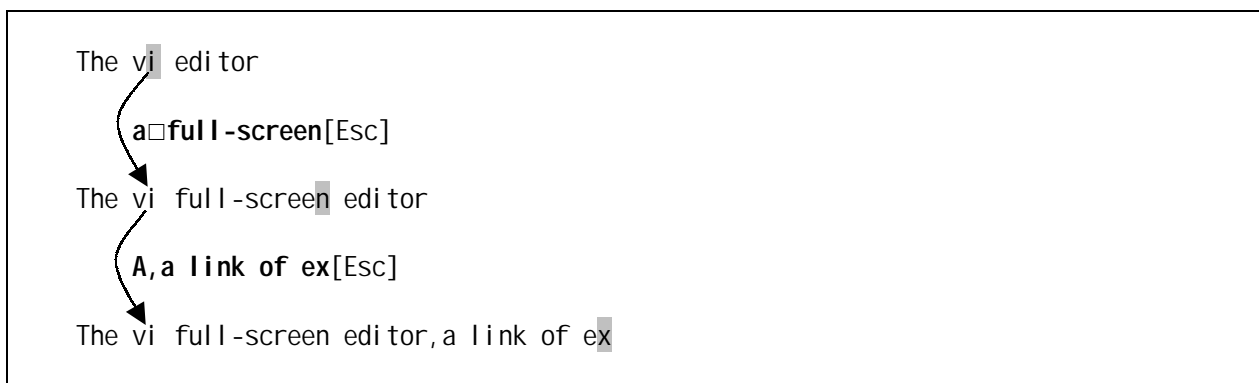 The vi editor
a□full-screen[Esc]
The vi full-screen editor
A,a link of ex[Esc]
The vi full-screen editor,a link of ex